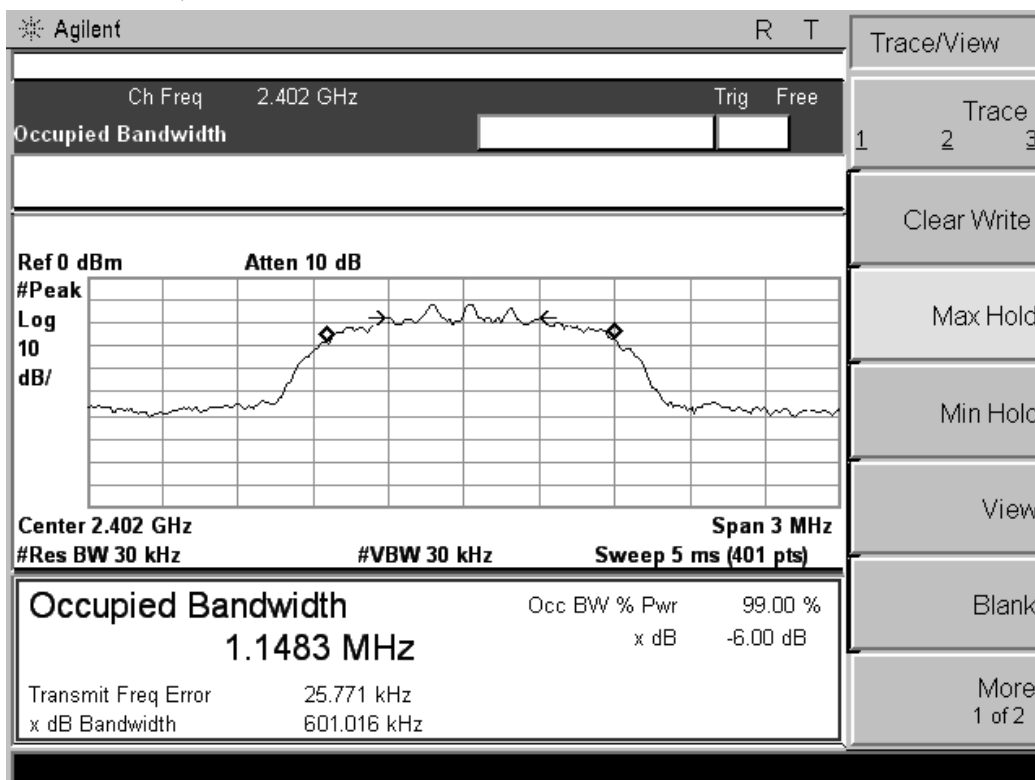 Agilent
R T
Trace/View
Ch Freq 2.402 GHz
Trig Free
Occupied Bandwidth
Trace
1 2 3
Clear Write
Max Hold
Min Hold
View
Blank
More
1 of 2
Ref 0 dBm
Atten 10 dB
#Peak
Log
10
dB/
Center 2.402 GHz
Span 3 MHz
#Res BW 30 kHz
#VBW 30 kHz
Sweep 5 ms (401 pts)
Occupied Bandwidth
1.1483 MHz
Occ BW % Pwr 99.00 %
x dB -6.00 dB
Transmit Freq Error 25.771 kHz
x dB Bandwidth 601.016 kHz